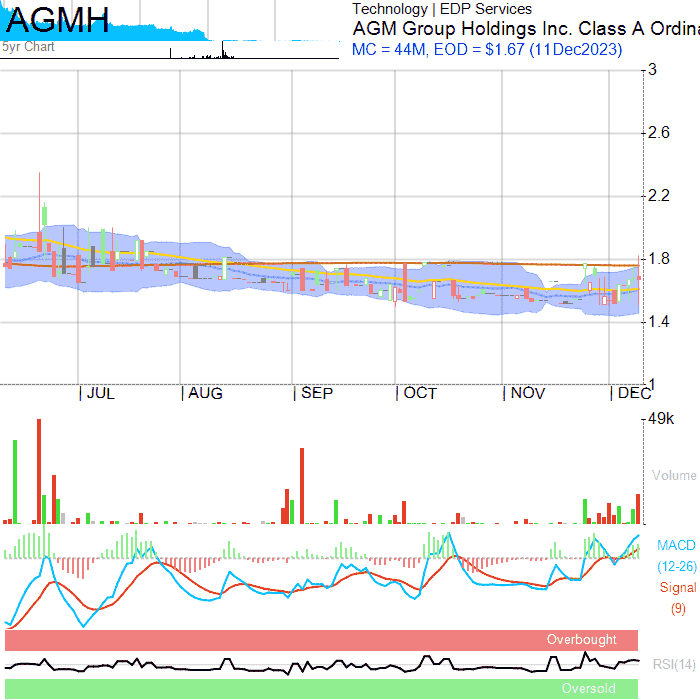 AGMH
Technology | EDP Services
AGM Group Holdings Inc. Class A Ordina
5yr Chart
MC = 44M, EOD = $1.67 (11Dec2023)
3
2.6
2.2
1.8
1.4
1
| JUL | AUG | SEP | OCT | NOV | DEC
49k
Volume
MACD
(12-26)
Signal
(9)
Overbought
RSI(14)
Oversold